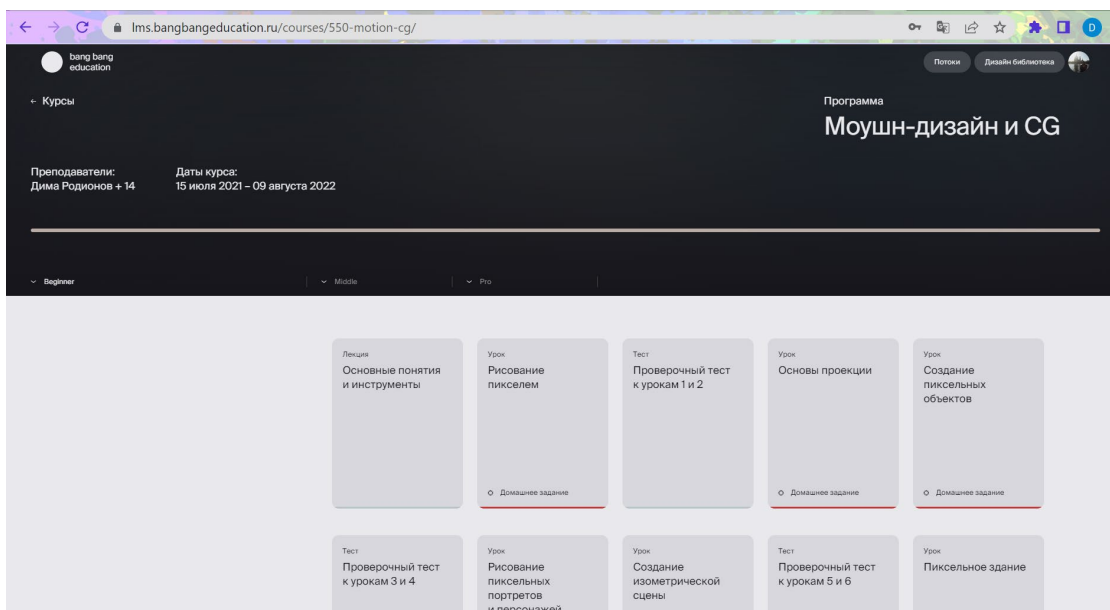 lms.bangbangeducation.ru/courses/550-motion-cg/
D
bang bang
education
Потоки
Дизайн библиотека
← Курсы
Программа
Моушн-дизайн и CG
Преподаватели:
Дима Родионов + 14
Даты курса:
15 июля 2021 – 09 августа 2022
Beginner
Middle
Pro
Лекция
Основные понятия
и инструменты
Урок
Рисование
пикселем
Домашнее задание
Тест
Проверочный тест
к урокам 1 и 2
Урок
Основы проекции
Домашнее задание
Урок
Создание
пиксельных
объектов
Домашнее задание
Тест
Проверочный тест
к урокам 3 и 4
Урок
Рисование
пиксельных
портретов
и персонажей
Урок
Создание
изометрической
сцены
Тест
Проверочный тест
к урокам 5 и 6
Урок
Пиксельное здание